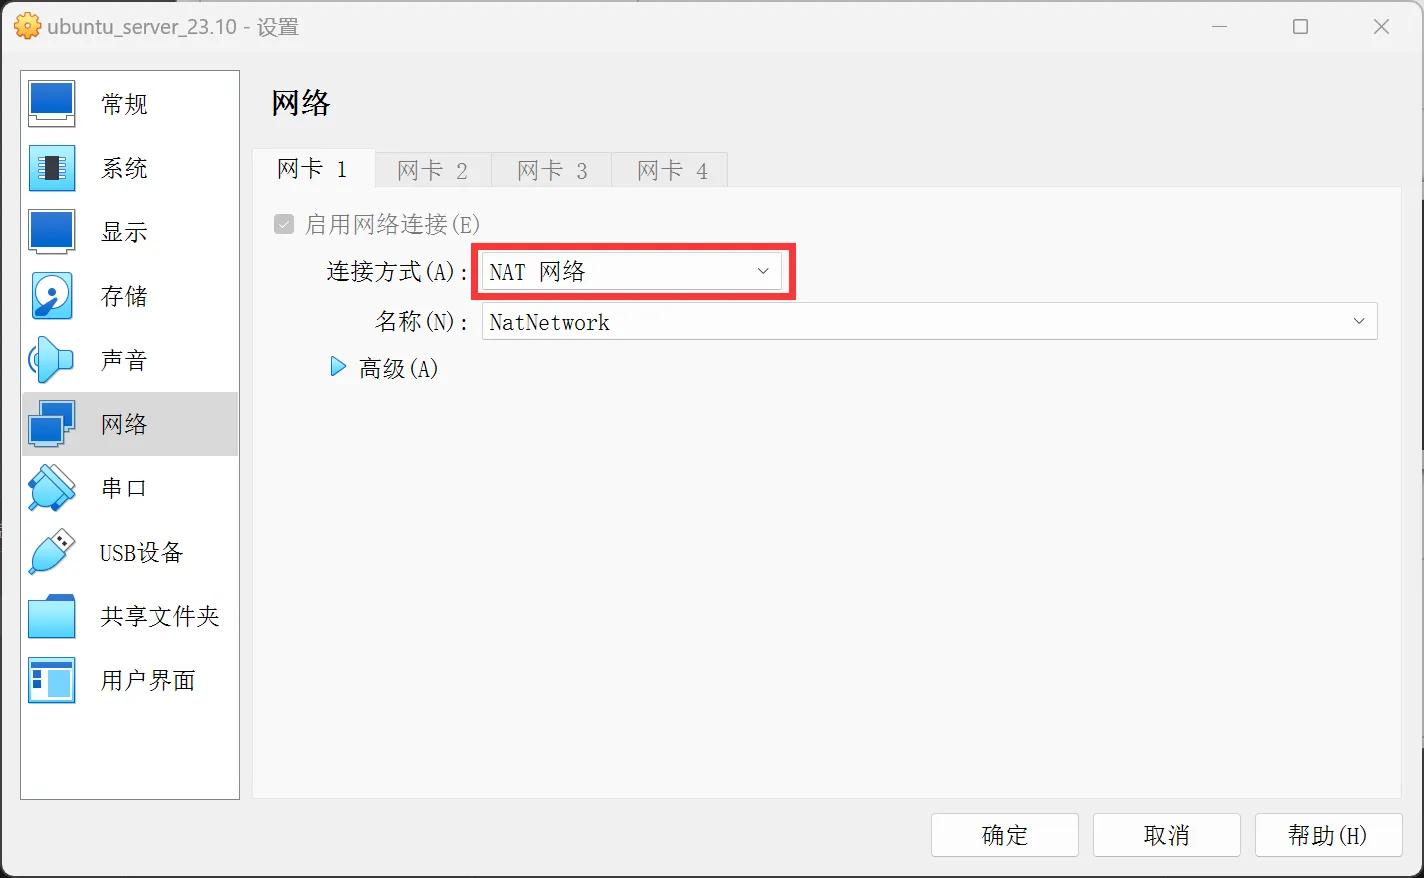 ubuntu_server_23.10 - 设置
常规
系统
显示
存储
声音
网络
串口
USB设备
共享文件夹
用户界面
网络
网卡 1 网卡 2 网卡 3 网卡 4
启用网络连接(E)
连接方式(A): NAT 网络
名称(N): NatNetwork
高级(A)
确定 取消 帮助(H)